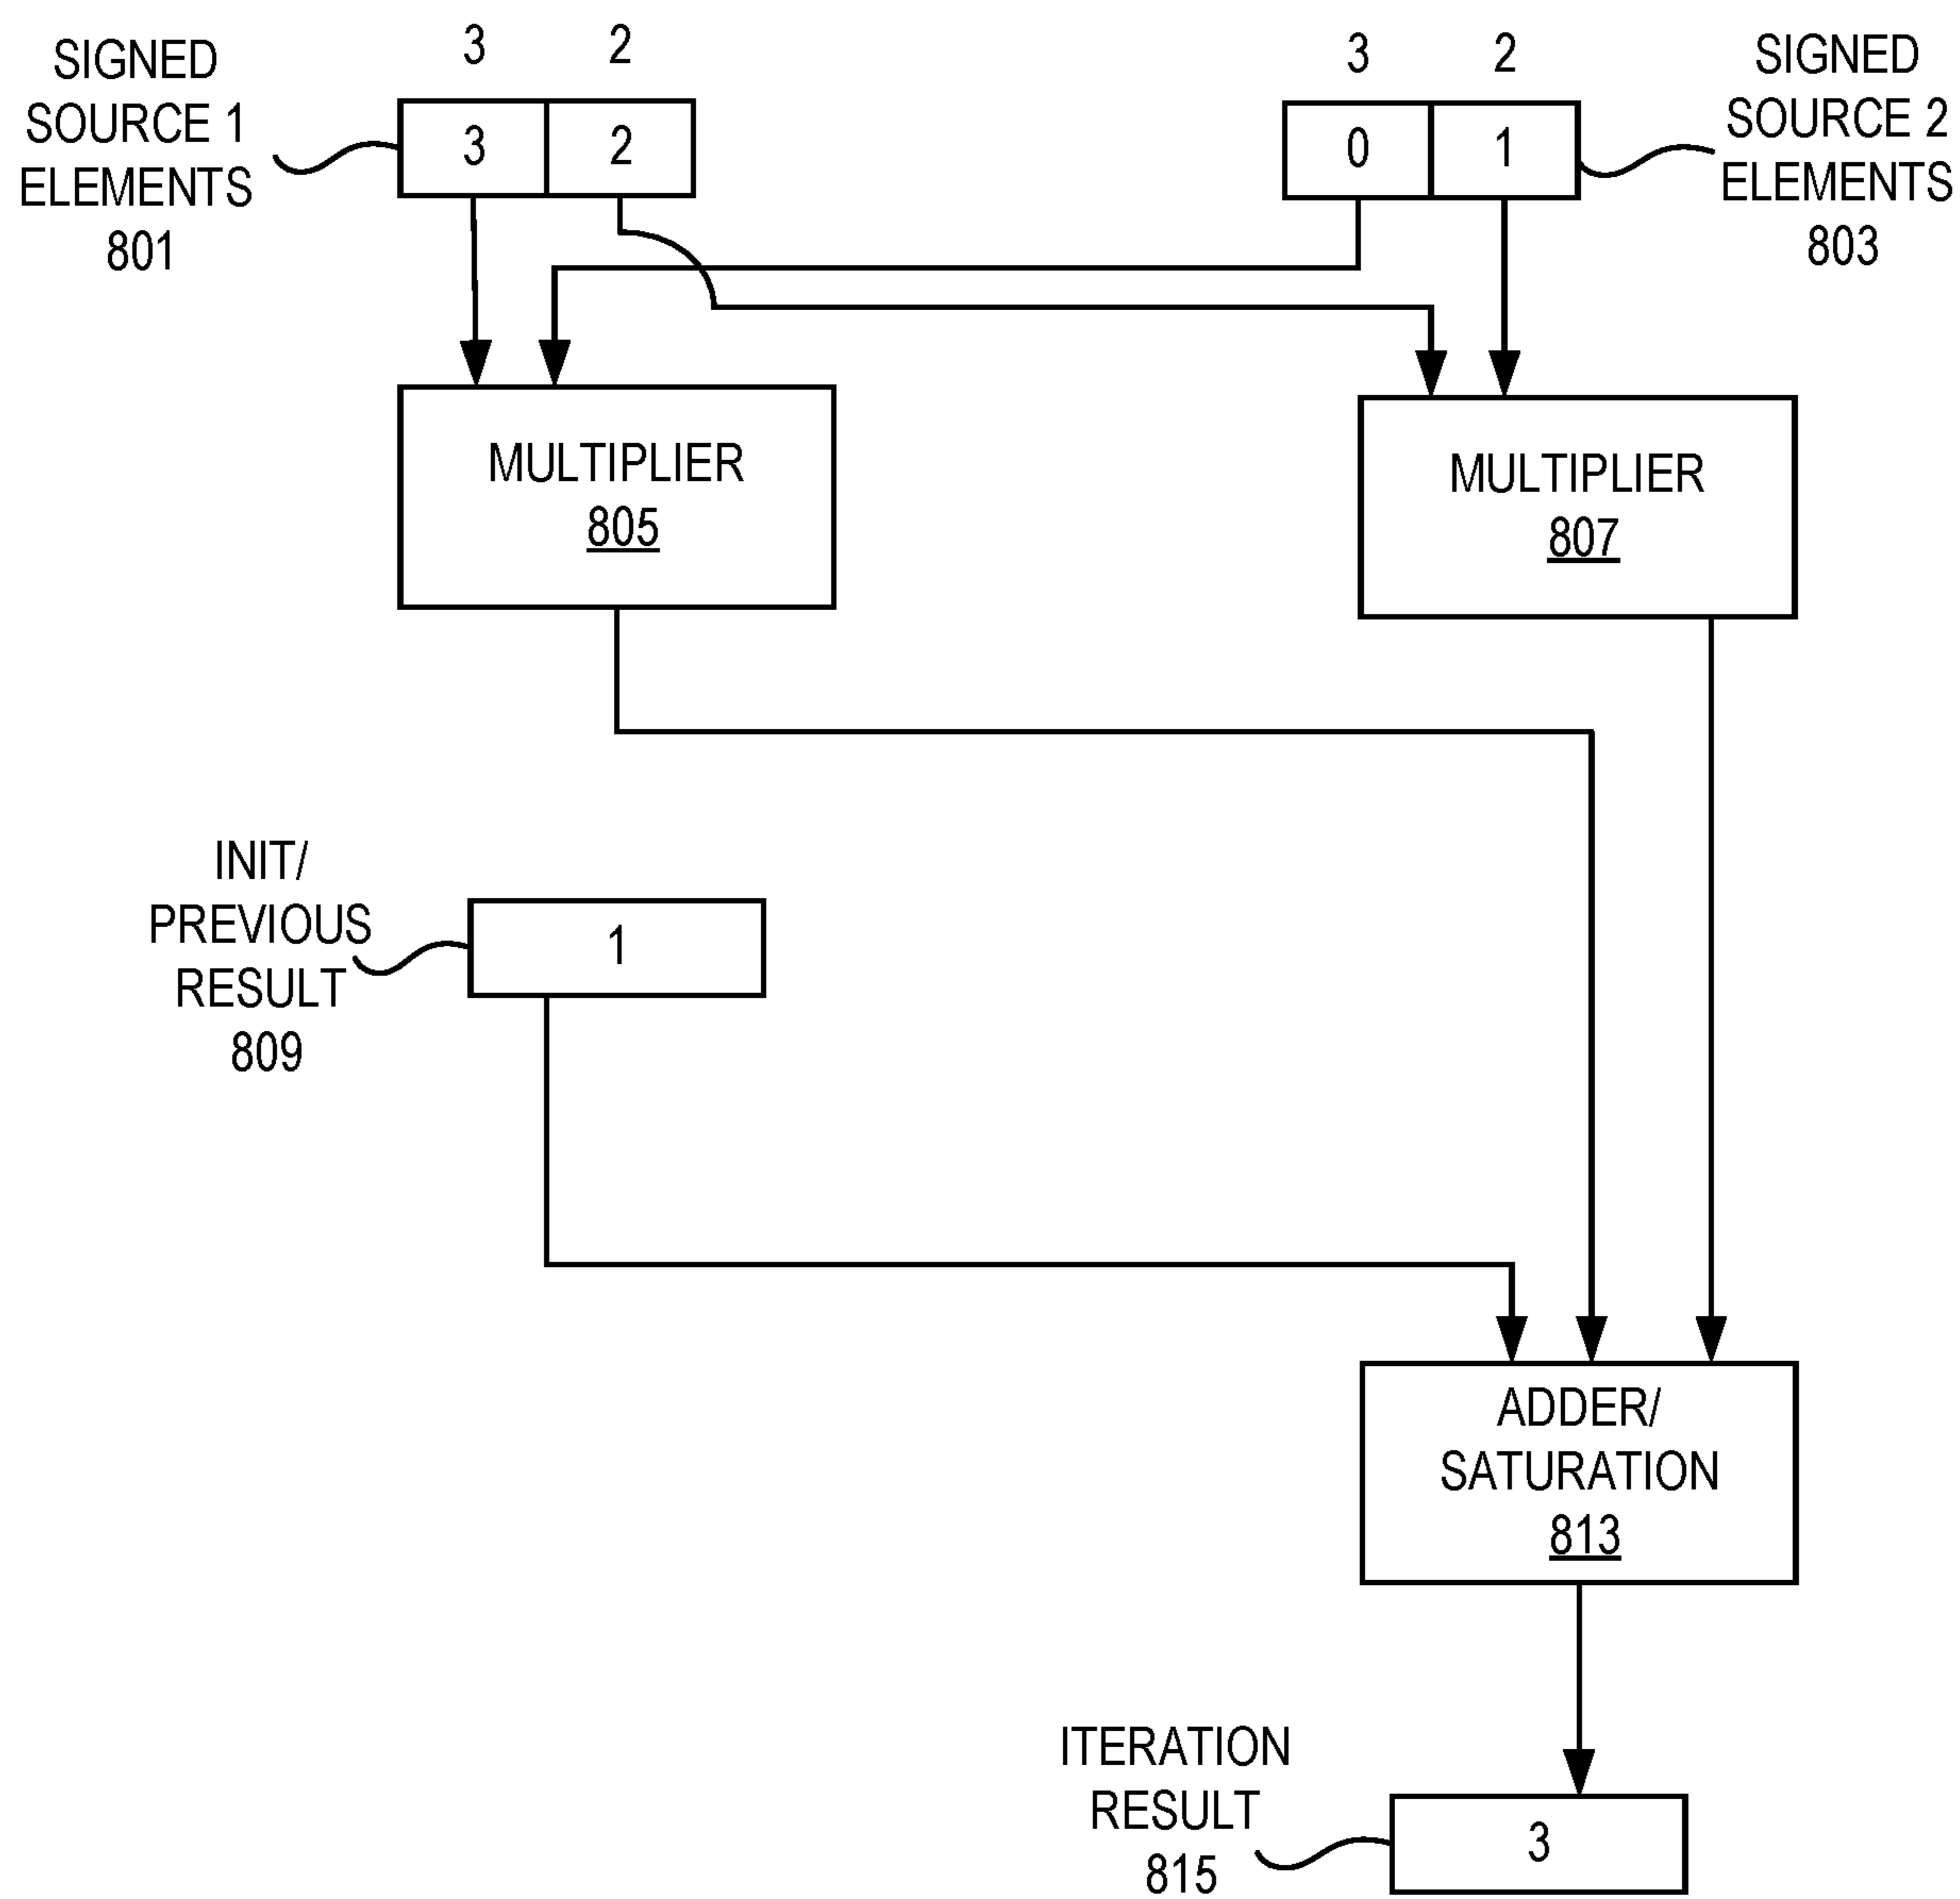 SIGNED
SOURCE 1
ELEMENTS
801
3 2
3 2
3 2
0 1
SIGNED
SOURCE 2
ELEMENTS
803
MULTIPLIER
805
MULTIPLIER
807
INIT/
PREVIOUS
RESULT
809
1
ADDER/
SATURATION
813
ITERATION
RESULT
815
3